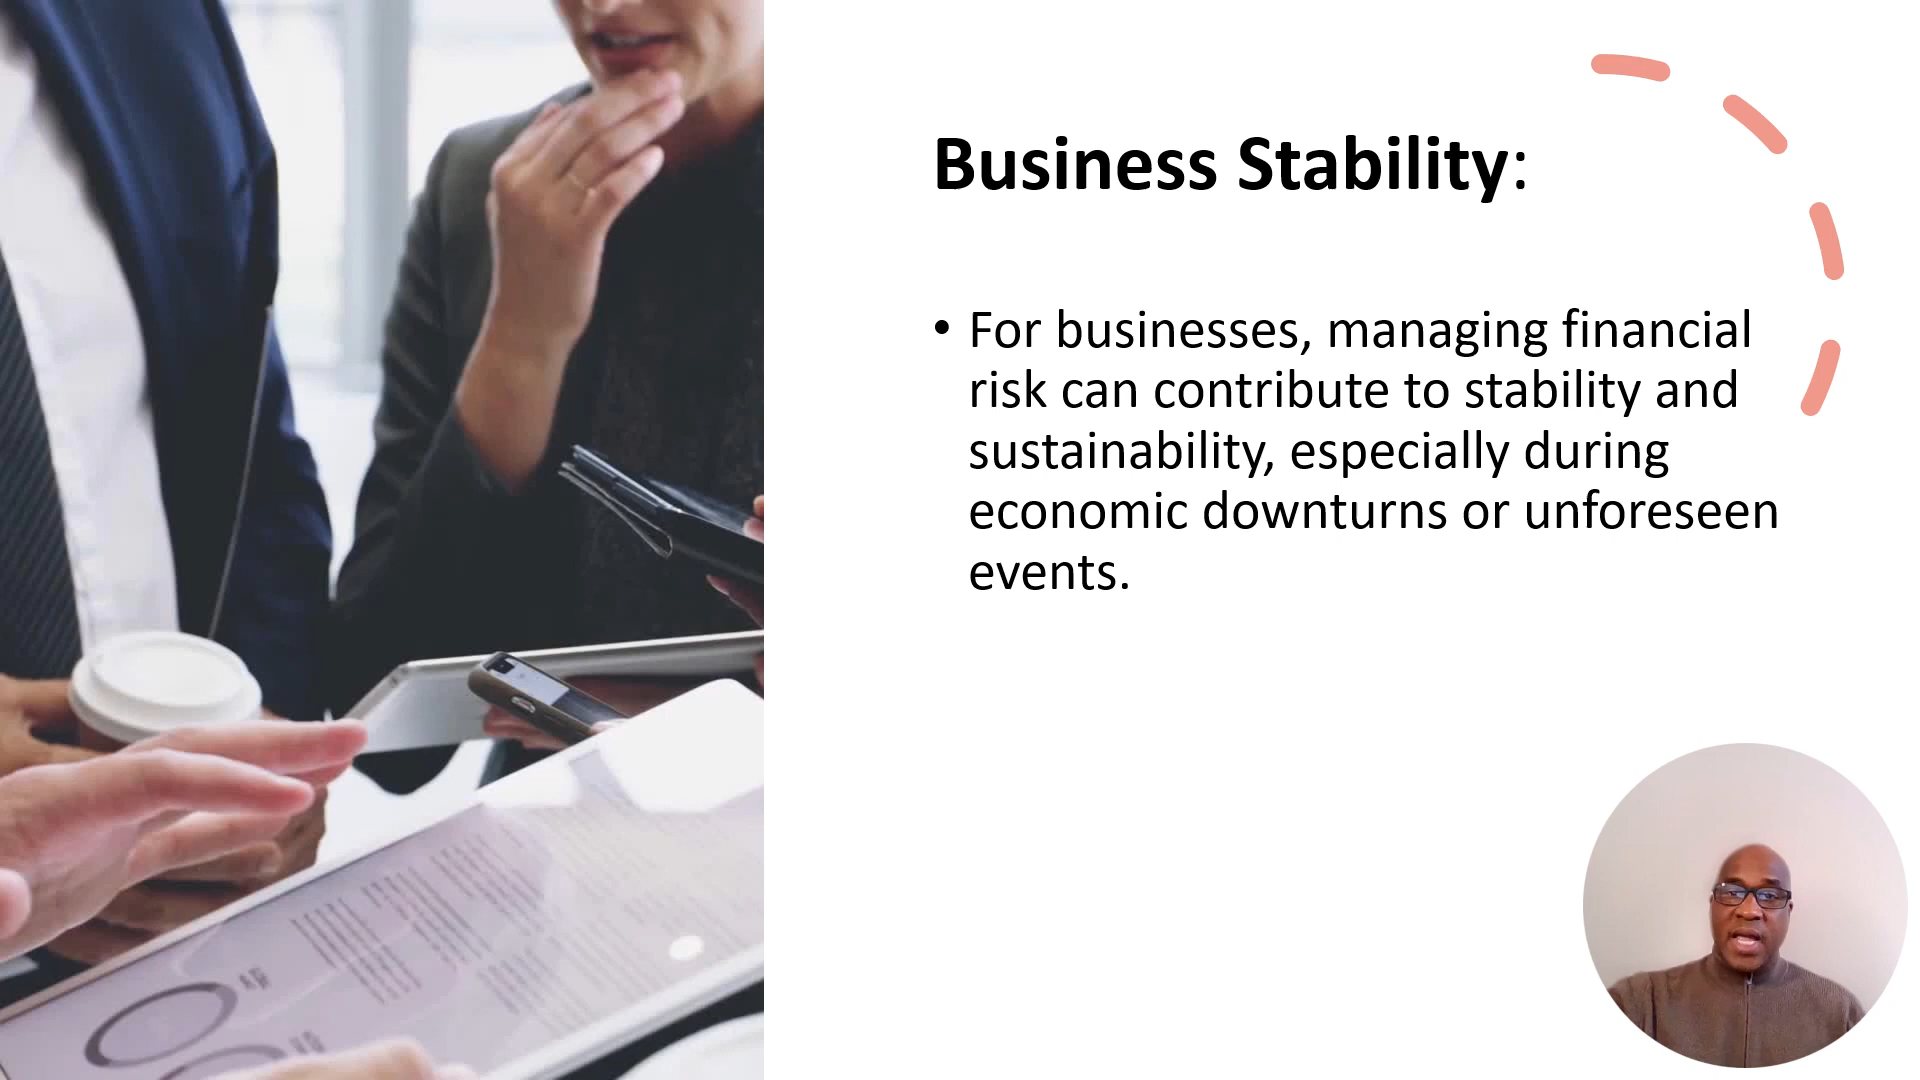 Business Stability:
• For businesses, managing financial
risk can contribute to stability and
sustainability, especially during
economic downturns or unforeseen
events.